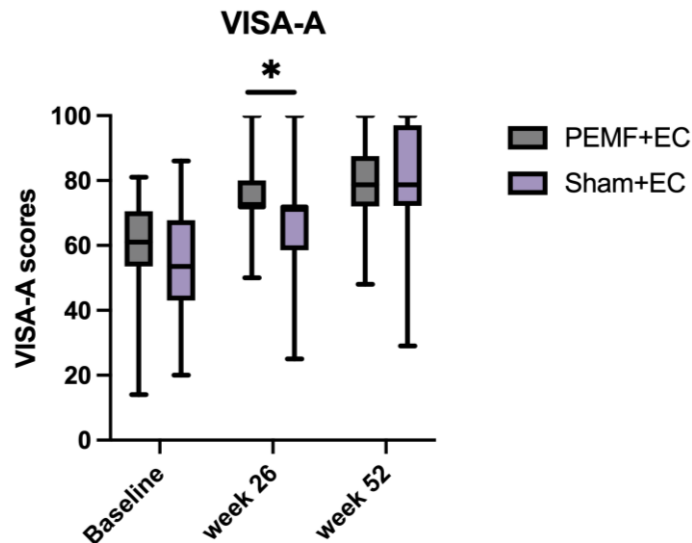 VISA-A
*
100
80
60
40
20
0
VISA-A scores
Baseline
week 26
week 52
PEMF+EC
Sham+EC